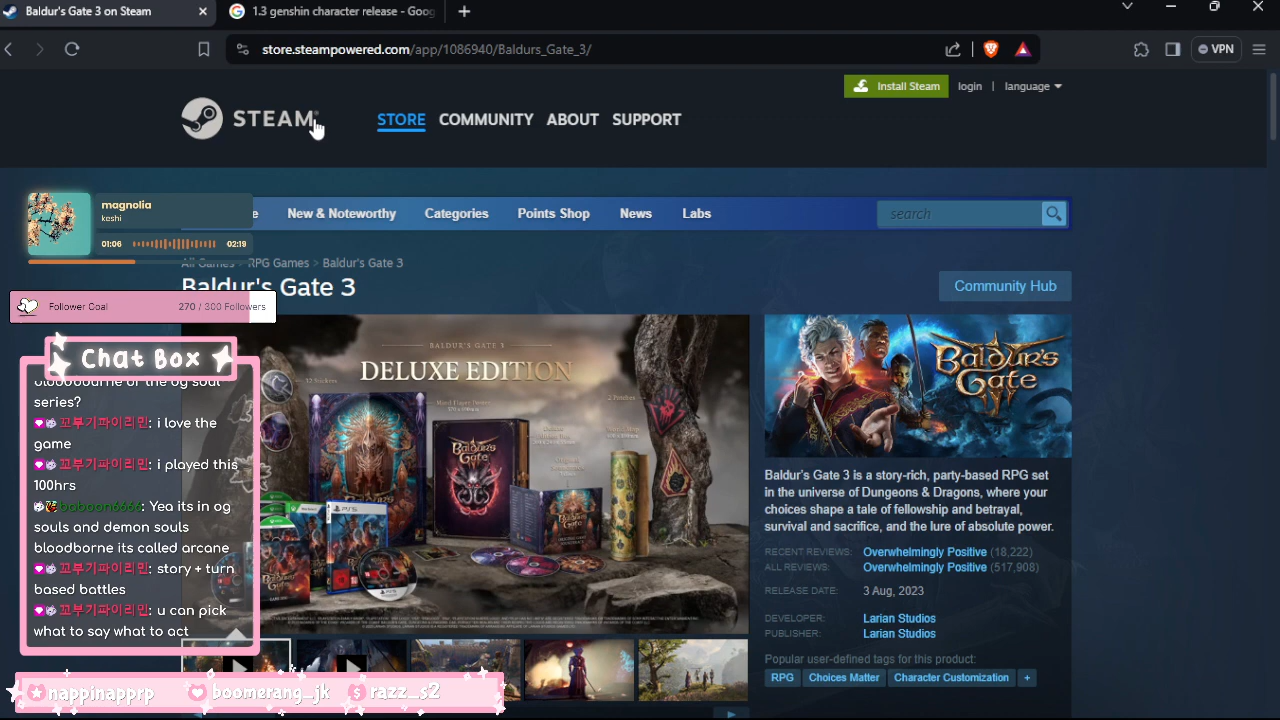 Baldur's Gate 3 on Steam
1.3 genshin character release - Goog
store.steampowered.com/app/1086940/Baldurs_Gate_3/
VPN
Install Steam
login | language
STEAM
STORE COMMUNITY ABOUT SUPPORT
magnolia
keshi
01:06
02:19
New & Noteworthy
Categories
Points Shop
News
Labs
search
All Games > RPG Games > Baldur's Gate 3
Baldur's Gate 3
Community Hub
Follower Goal
270 / 300 Followers
Chat Box
of the og soul
series?
꼬부기파이리민: i love the
game
꼬부기파이리민: i played this
100hrs
baboon6666: Yea its in og
souls and demon souls
bloodborne its called arcane
꼬부기파이리민: story + turn
based battles
꼬부기파이리민: u can pick
what to say what to act
BALDUR'S GATE 3
DELUXE EDITION
PS5
Baldur's Gate
Baldur's Gate 3 is a story-rich, party-based RPG set
in the universe of Dungeons & Dragons, where your
choices shape a tale of fellowship and betrayal,
survival and sacrifice, and the lure of absolute power.
RECENT REVIEWS: Overwhelmingly Positive (18,222)
ALL REVIEWS: Overwhelmingly Positive (517,908)
RELEASE DATE: 3 Aug, 2023
DEVELOPER: Larian Studios
PUBLISHER: Larian Studios
Popular user-defined tags for this product:
RPG
Choices Matter
Character Customization
+
nappinapprp
boomerang_jk
razz_s2